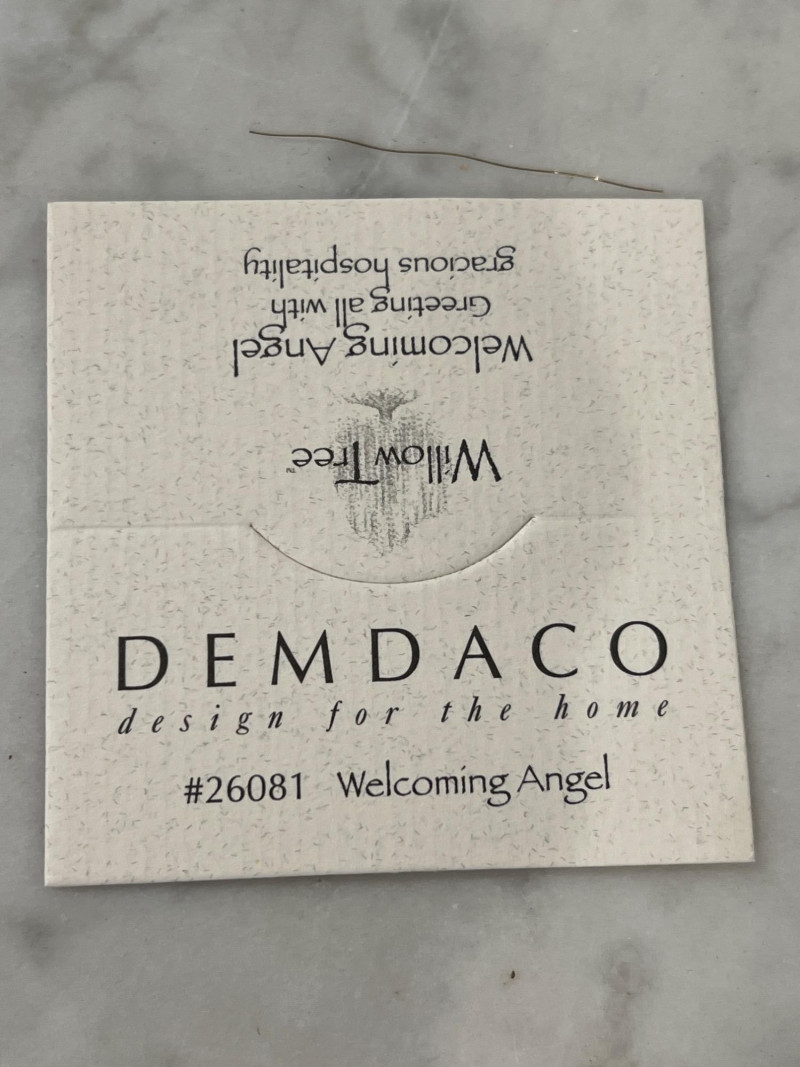 Willow Tree™
Welcoming Angel
Greeting all with
gracious hospitality
DEMDACO
design for the home
#26081 Welcoming Angel